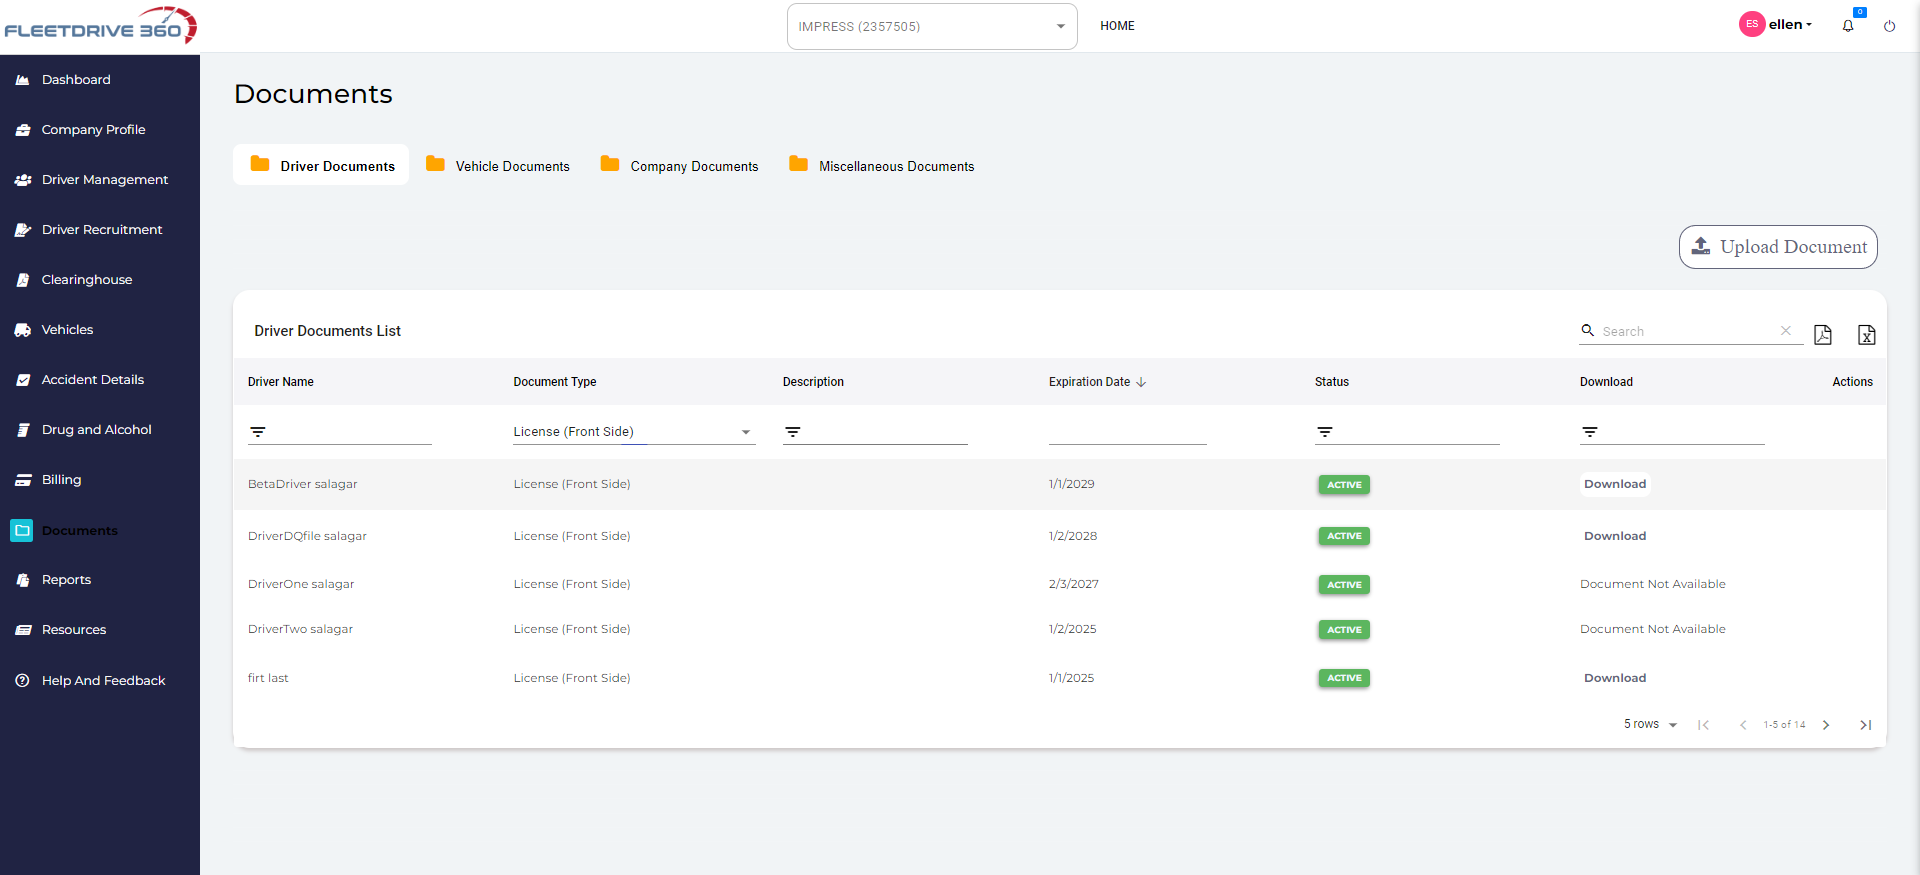 FLEETDRIVE 360
IMPRESS (2357505)
HOME
ES ellen
0
Dashboard
Company Profile
Driver Management
Driver Recruitment
Clearinghouse
Vehicles
Accident Details
Drug and Alcohol
Billing
Documents
Reports
Resources
Help And Feedback
Documents
Driver Documents Vehicle Documents Company Documents Miscellaneous Documents
Upload Document
Driver Documents List
Search
Driver Name Document Type Description Expiration Date Status Download Actions
License (Front Side)
BetaDriver salagar License (Front Side) 1/1/2029 ACTIVE Download
DriverDQfile salagar License (Front Side) 1/2/2028 ACTIVE Download
DriverOne salagar License (Front Side) 2/3/2027 ACTIVE Document Not Available
DriverTwo salagar License (Front Side) 1/2/2025 ACTIVE Document Not Available
firt last License (Front Side) 1/1/2025 ACTIVE Download
5 rows 1-5 of 14